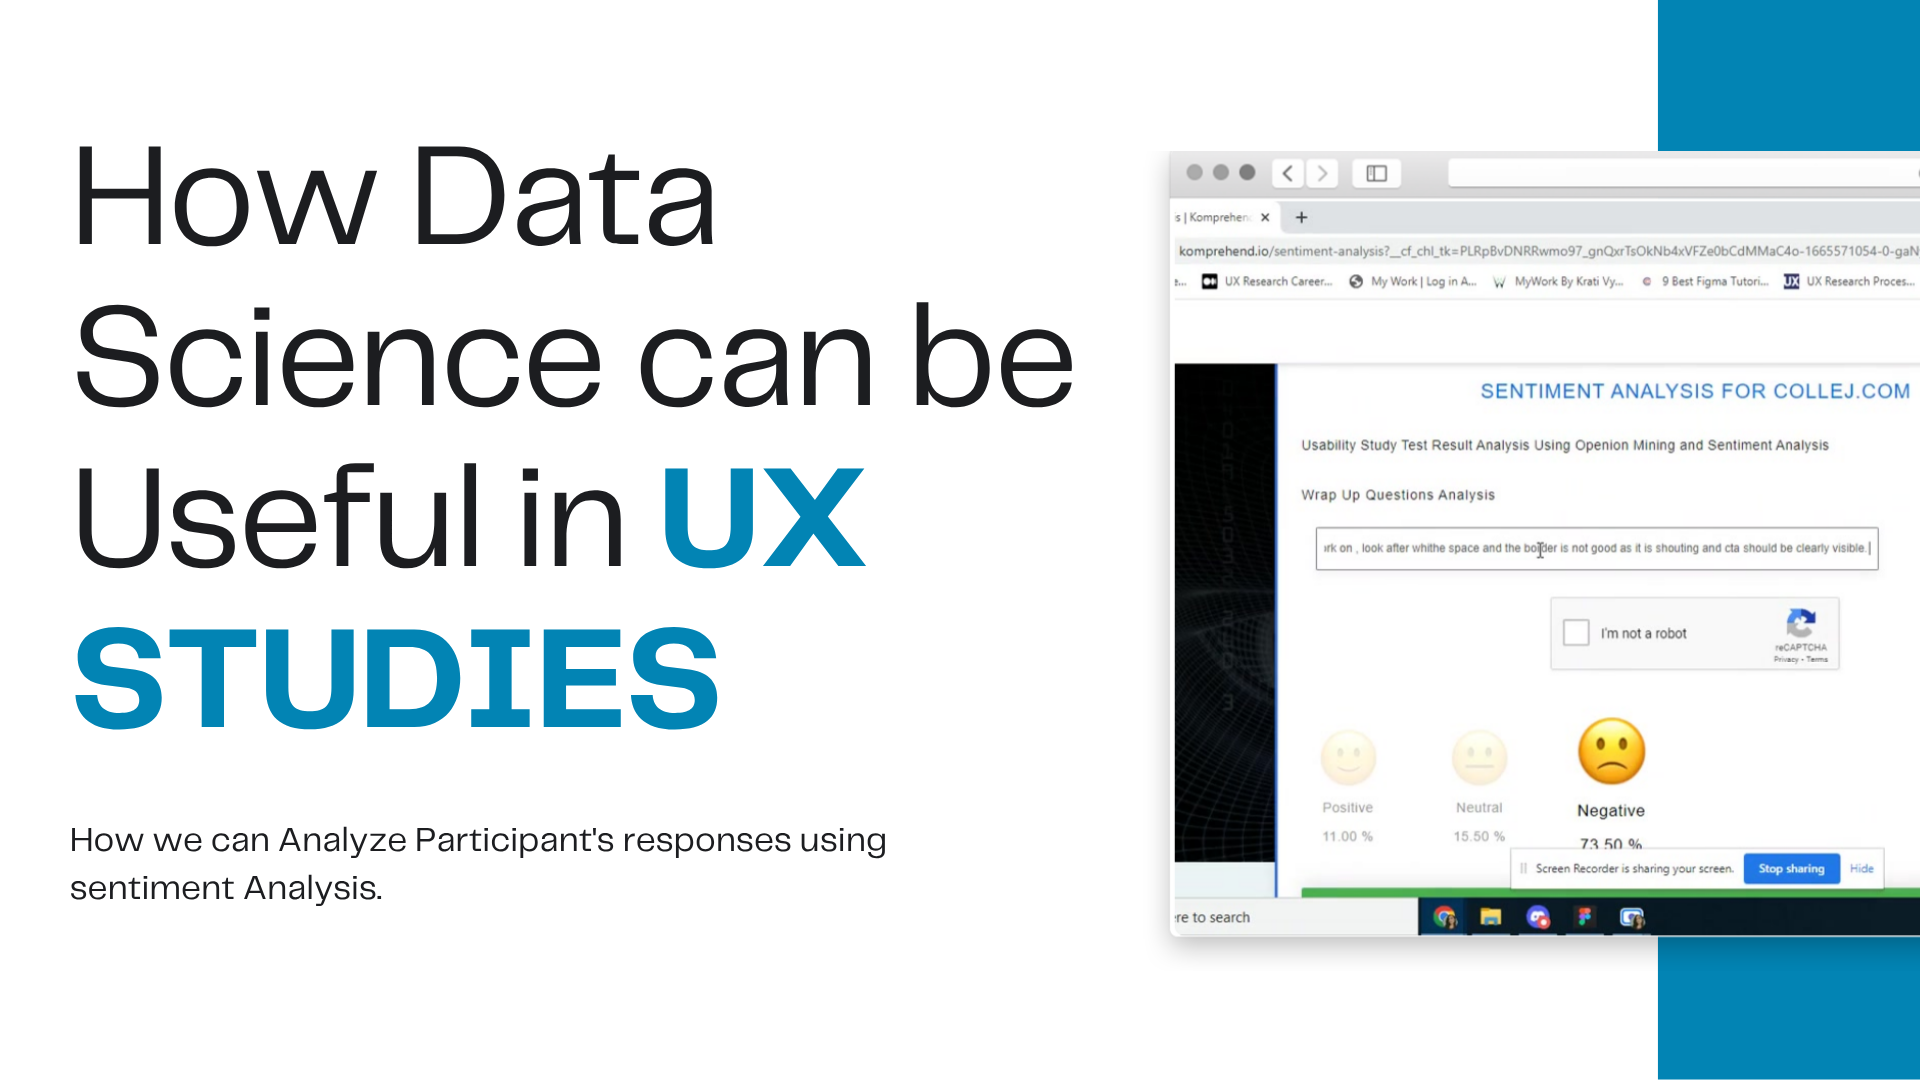 How Data
Science can be
Useful in UX
STUDIES
How we can Analyze Participant's responses using
sentiment Analysis.
s | Komprehen
komprehend.io/sentiment-analysis?__cf_chl_tk=PLRpBvDNRRwmo97_gnQxrTsOkNb4xVFZe0bCdMMaC4o-1665571054-0-gaN
e... UX Research Career... My Work | Log in A... MyWork By Krati Vy... 9 Best Figma Tutori... UX UX Research Proces...
SENTIMENT ANALYSIS FOR COLLEJ.COM
Usability Study Test Result Analysis Using Openion Mining and Sentiment Analysis
Wrap Up Questions Analysis
ork on , look after whithe space and the border is not good as it is shouting and cta should be clearly visible.
I'm not a robot
reCAPTCHA
Privacy - Terms
Positive Neutral Negative
11.00 % 15.50 % 73.50 %
Screen Recorder is sharing your screen. Stop sharing Hide
re to search